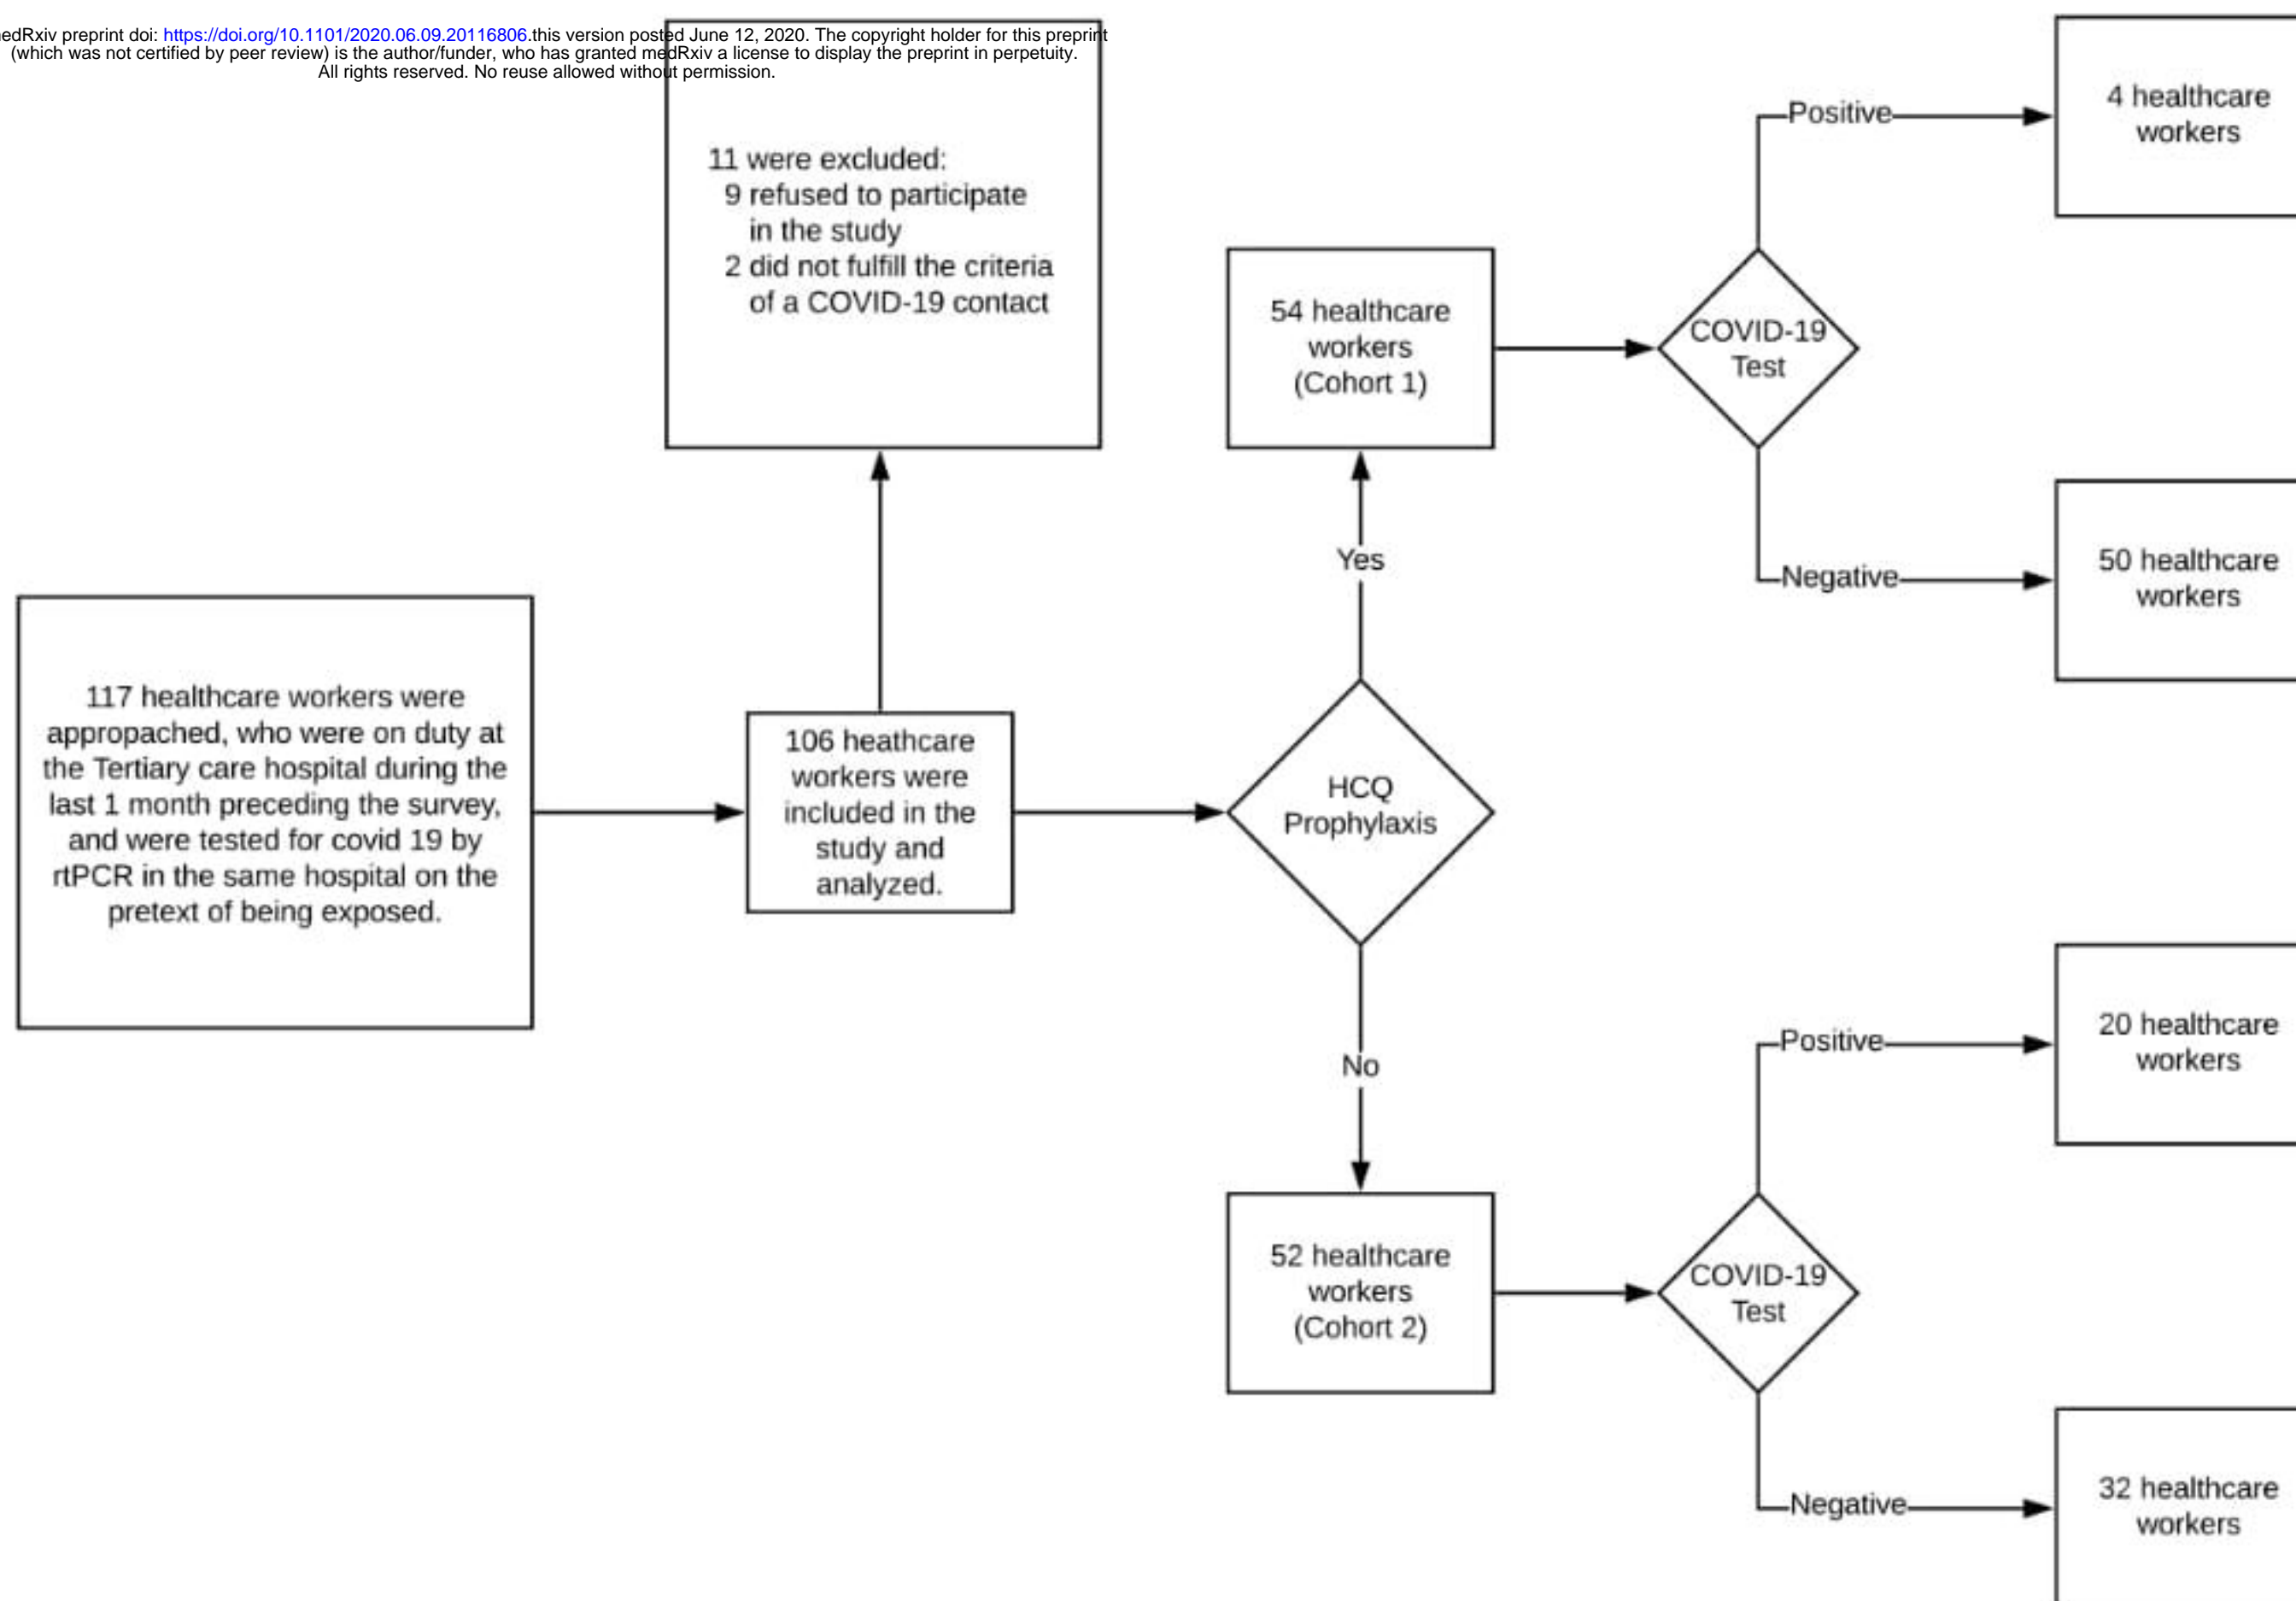 edRxiv preprint doi: https://doi.org/10.1101/2020.06.09.20116806.this version posted June 12, 2020. The copyright holder for this preprint
(which was not certified by peer review) is the author/funder, who has granted medRxiv a license to display the preprint in perpetuity.
All rights reserved. No reuse allowed without permission.
11 were excluded:
9 refused to participate
in the study
2 did not fulfill the criteria
of a COVID-19 contact
117 healthcare workers were
appropached, who were on duty at
the Tertiary care hospital during the
last 1 month preceding the survey,
and were tested for covid 19 by
rtPCR in the same hospital on the
pretext of being exposed.
106 heathcare
workers were
included in the
study and
analyzed.
HCQ
Prophylaxis
Yes
54 healthcare
workers
(Cohort 1)
COVID-19
Test
Positive
4 healthcare
workers
Negative
50 healthcare
workers
No
52 healthcare
workers
(Cohort 2)
COVID-19
Test
Positive
20 healthcare
workers
Negative
32 healthcare
workers